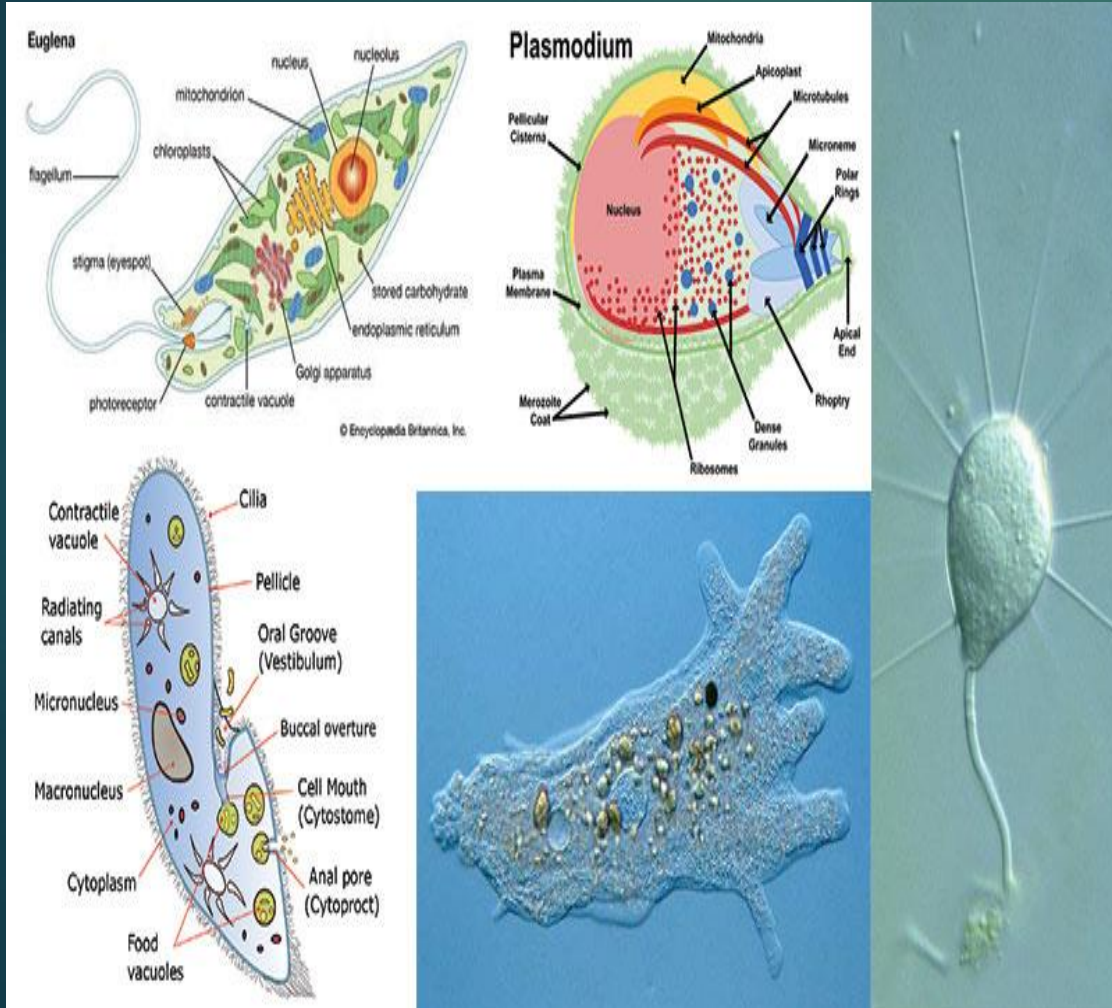 Euglena
nucleus
nucleolus
mitochondrion
chloroplasts
flagellum
stigma (eyespot)
stored carbohydrate
endoplasmic reticulum
Golgi apparatus
photoreceptor
contractile vacuole
© Encyclopædia Britannica, Inc.
Plasmodium
Mitochondria
Apicoplast
Microtubules
Pellicular
Cisterna
Microneme
Polar
Rings
Nucleus
Plasma
Membrane
Apical
End
Merozoite
Coat
Rhoptry
Dense
Granules
Ribosomes
Contractile
vacuole
Cilia
Pellicle
Radiating
canals
Oral Groove
(Vestibulum)
Micronucleus
Buccal overture
Macronucleus
Cell Mouth
(Cytostome)
Cytoplasm
Anal pore
(Cytoproct)
Food
vacuoles